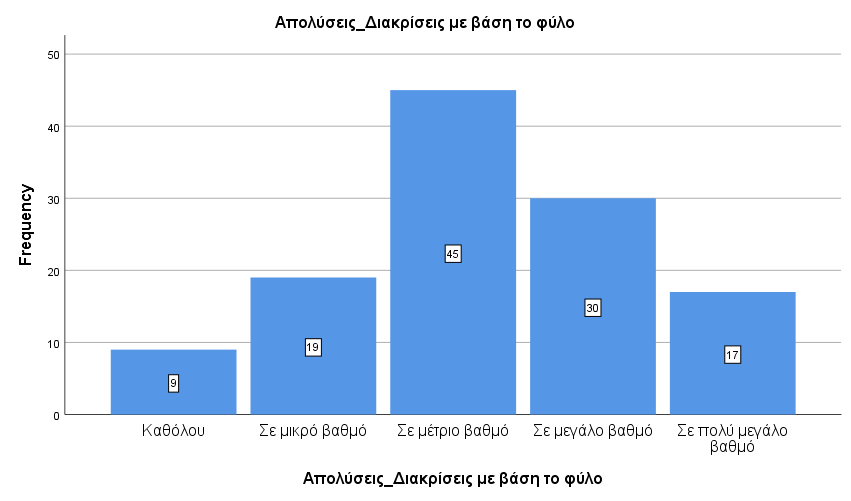 Απολύσεις_Διακρίσεις με βάση το φύλο
50
40
30
20
10
0
Frequency
9
19
45
30
17
Καθόλου
Σε μικρό βαθμό
Σε μέτριο βαθμό
Σε μεγάλο βαθμό
Σε πολύ μεγάλο
βαθμό
Απολύσεις_Διακρίσεις με βάση το φύλο